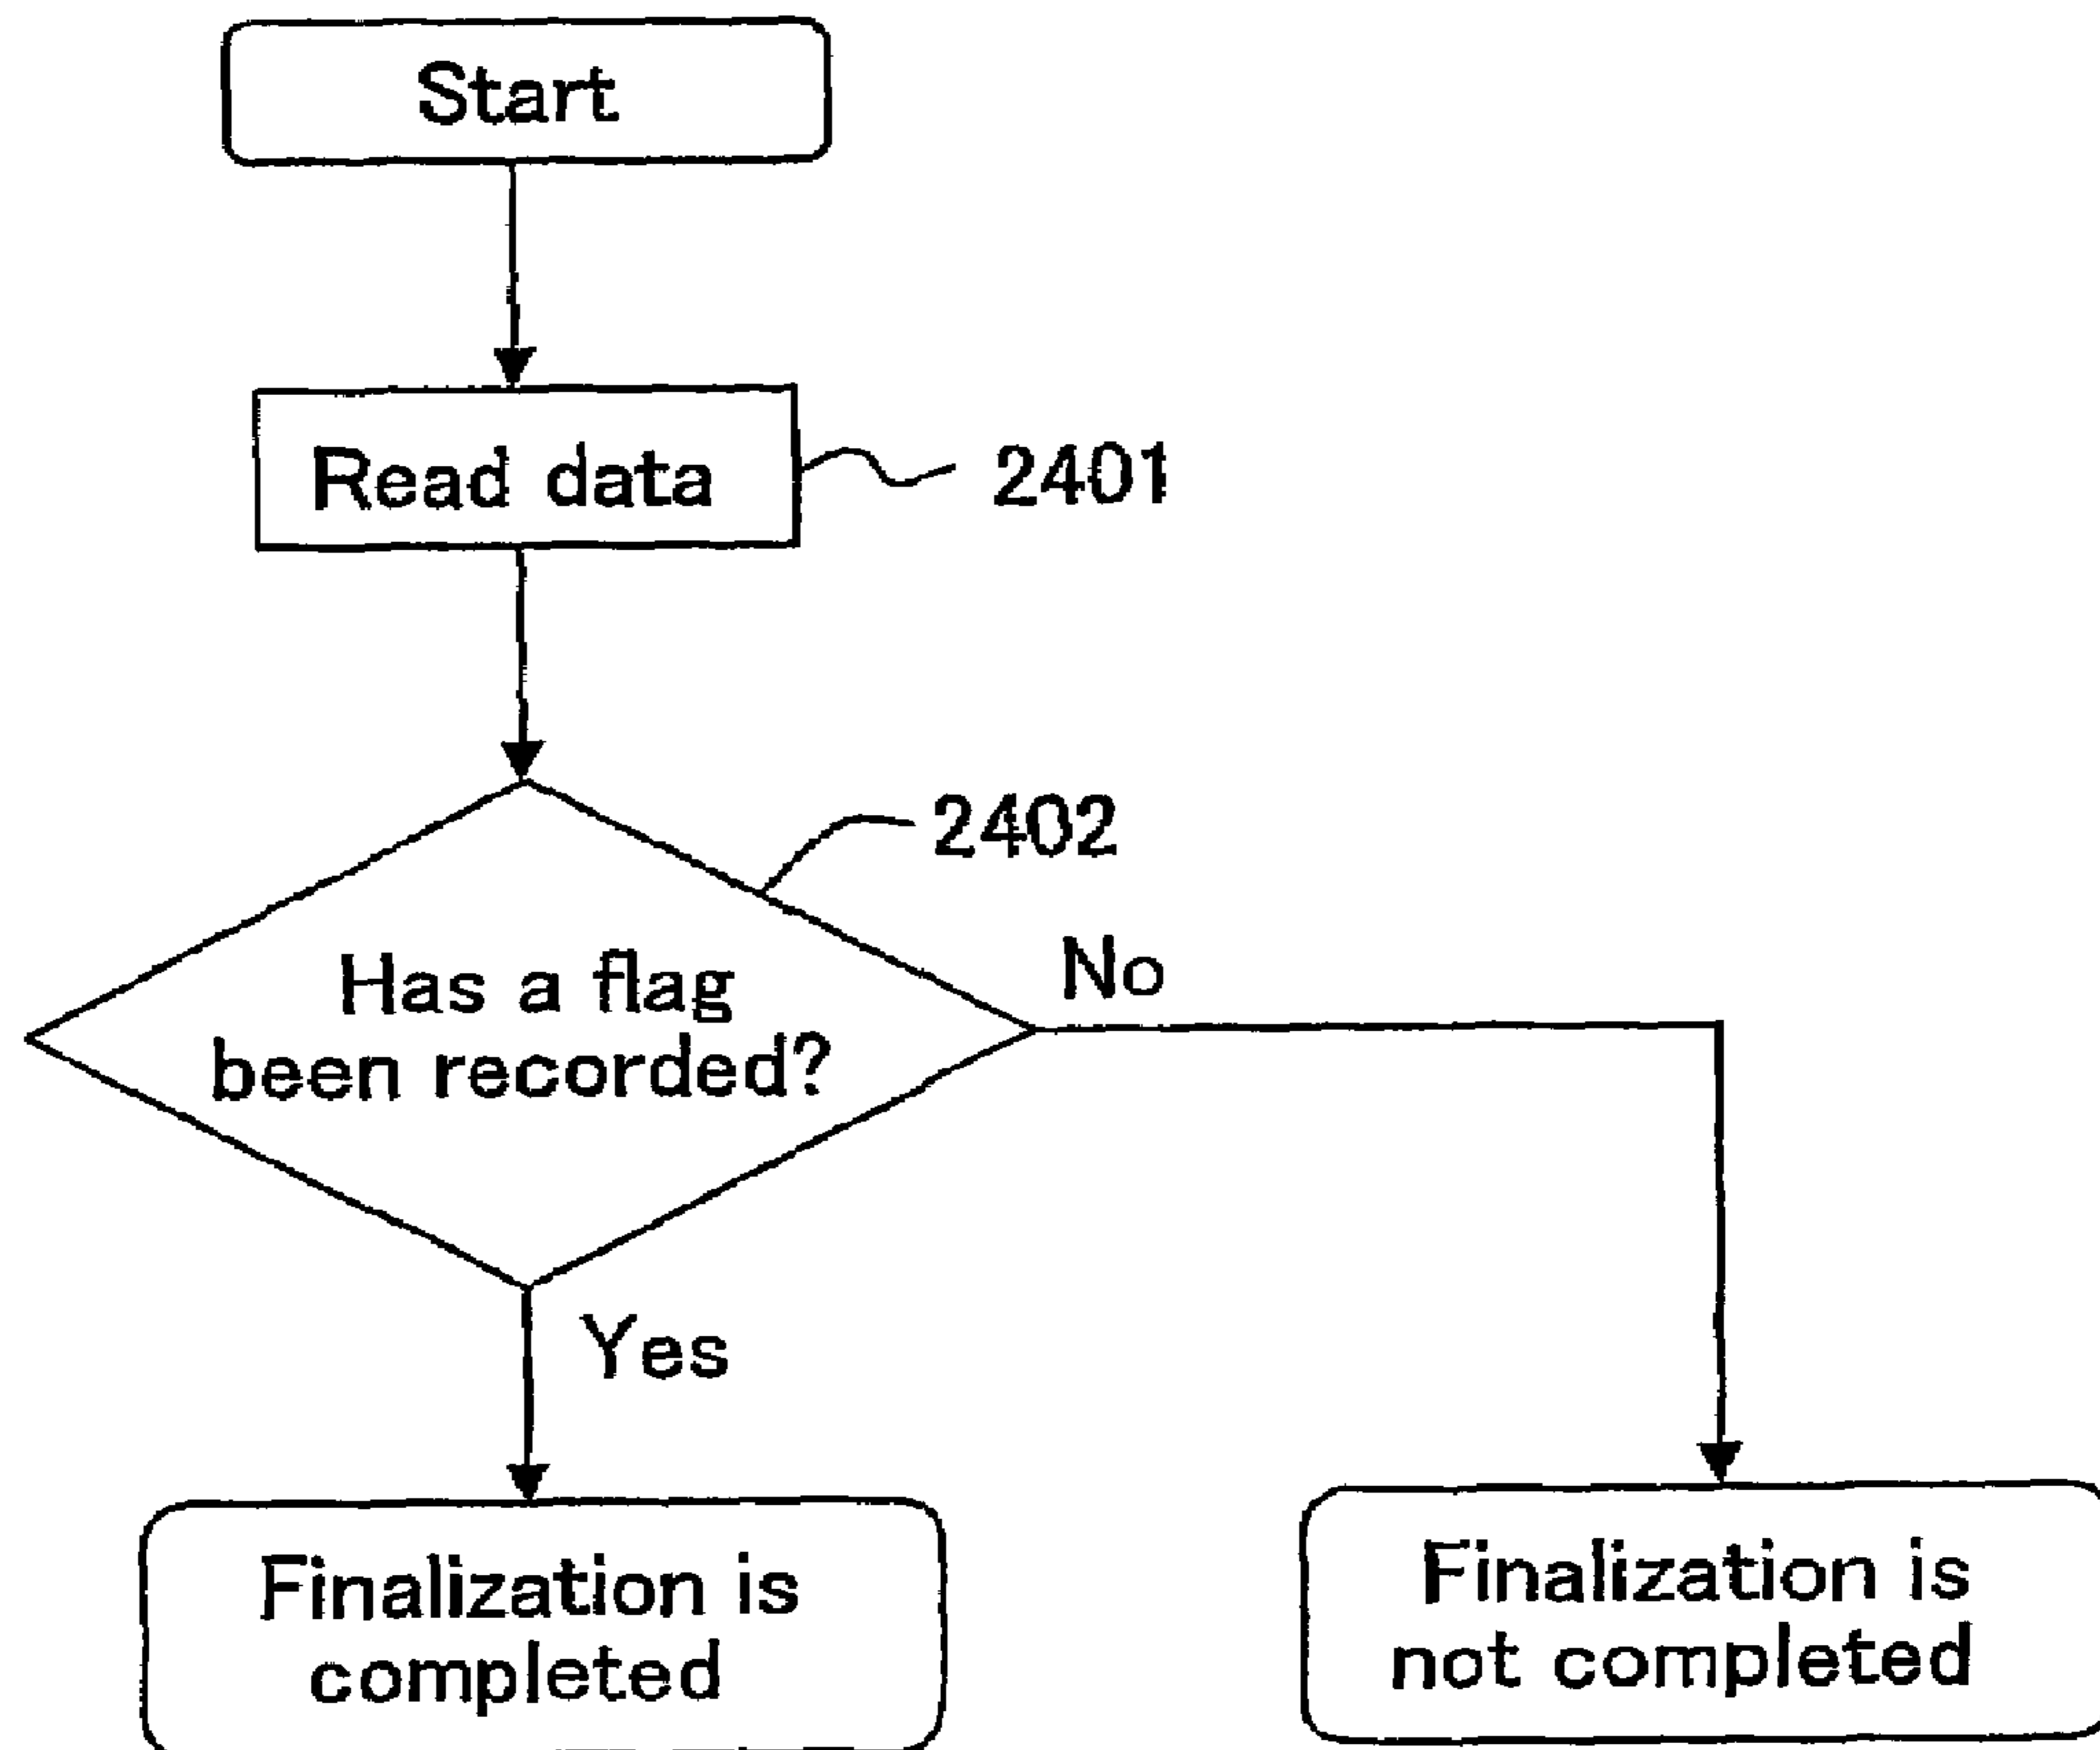 Start
Read data
2401
2402
Has a flag
been recorded?
No
Yes
Finalization is
completed
Finalization is
not completed